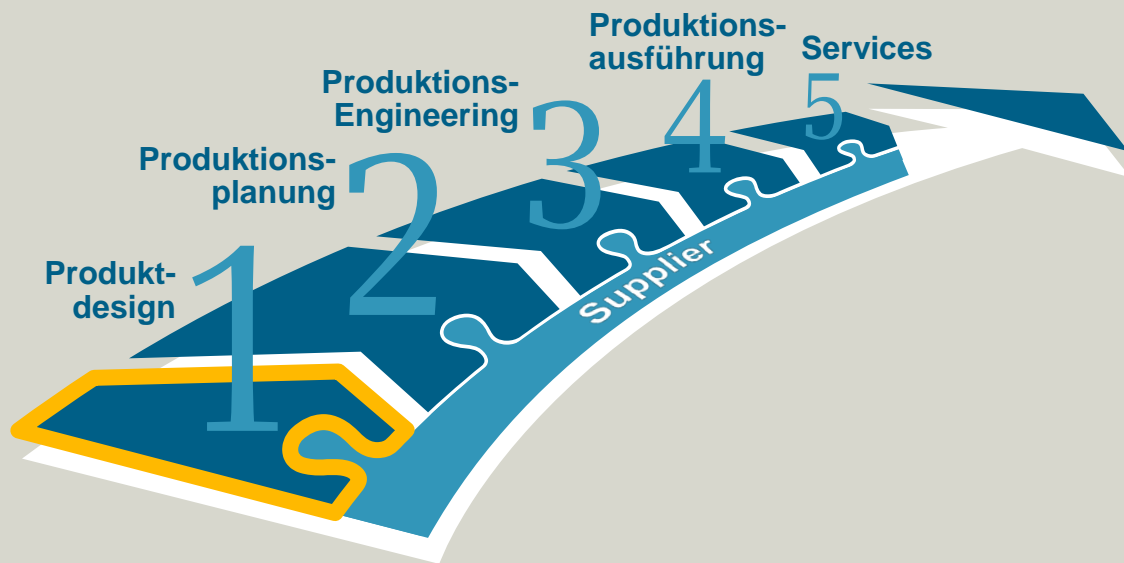 Produkt-
design
1
Produktions-
planung
2
Produktions-
Engineering
3
Produktions-
ausführung
4
Services
5
Supplier